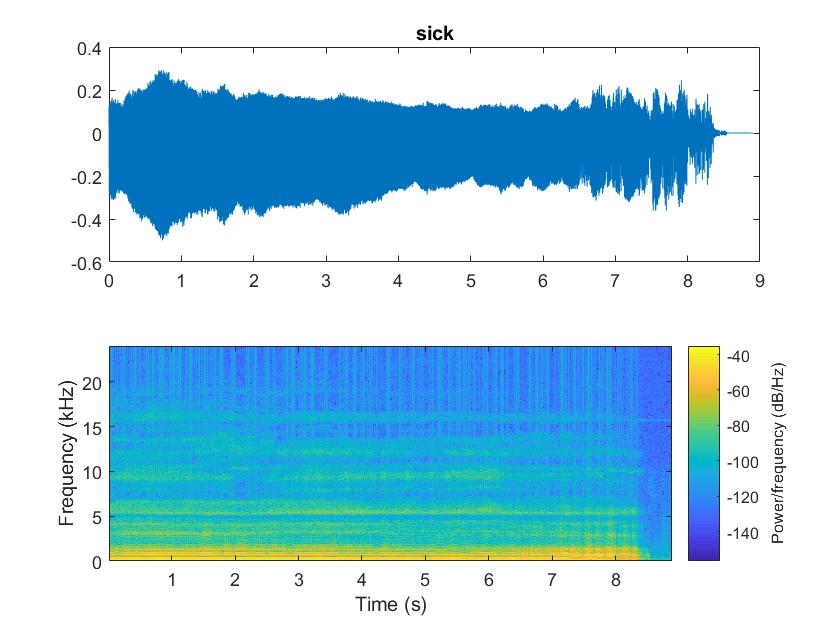 sick
0.4
0.2
0
-0.2
-0.4
-0.6
0 1 2 3 4 5 6 7 8 9
20
15
10
5
0
Frequency (kHz)
1 2 3 4 5 6 7 8
Time (s)
-40
-60
-80
-100
-120
-140
Power/frequency (dB/Hz)